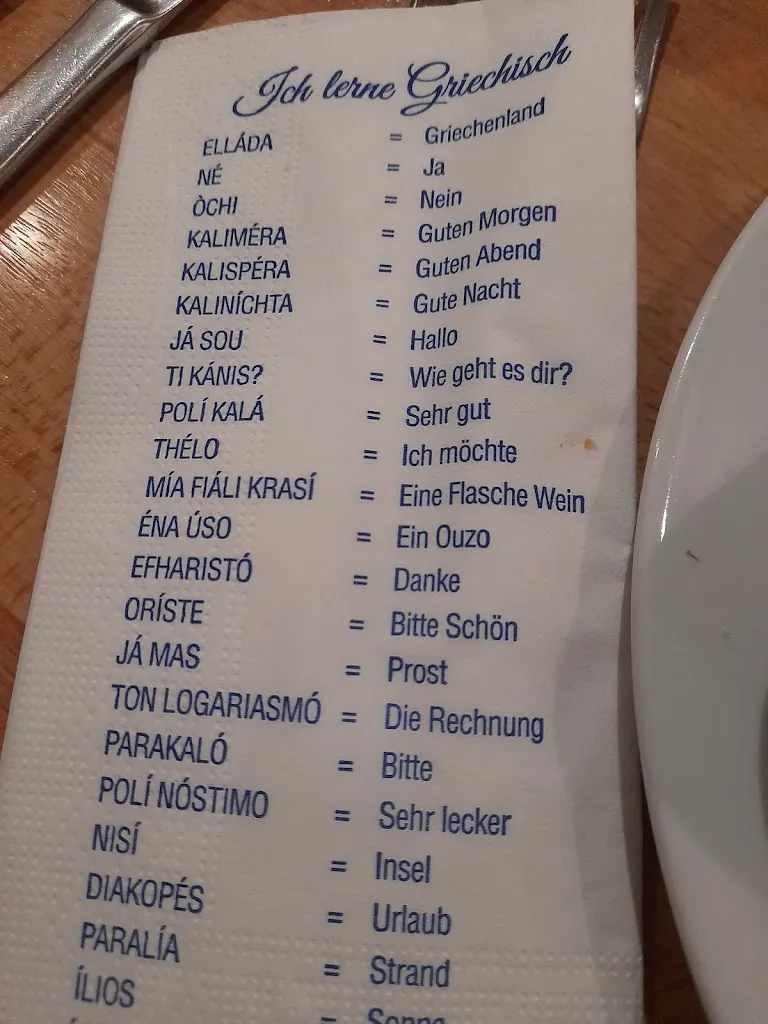 Ich lerne Griechisch
ELLÁDA = Griechenland
NÉ = Ja
ÒCHI = Nein
KALIMÉRA = Guten Morgen
KALISPÉRA = Guten Abend
KALINÍCHTA = Gute Nacht
JÁ SOU = Hallo
TI KÁNIS? = Wie geht es dir?
POLÍ KALÁ = Sehr gut
THÉLO = Ich möchte
MÍA FIÁLI KRASÍ = Eine Flasche Wein
ÉNA ÚSO = Ein Ouzo
EFHARISTÓ = Danke
ORÍSTE = Bitte Schön
JÁ MAS = Prost
TON LOGARIASMÓ = Die Rechnung
PARAKALÓ = Bitte
POLÍ NÓSTIMO = Sehr lecker
NISÍ = Insel
DIAKOPÉS = Urlaub
PARALÍA = Strand
ÍLIOS = Sonne